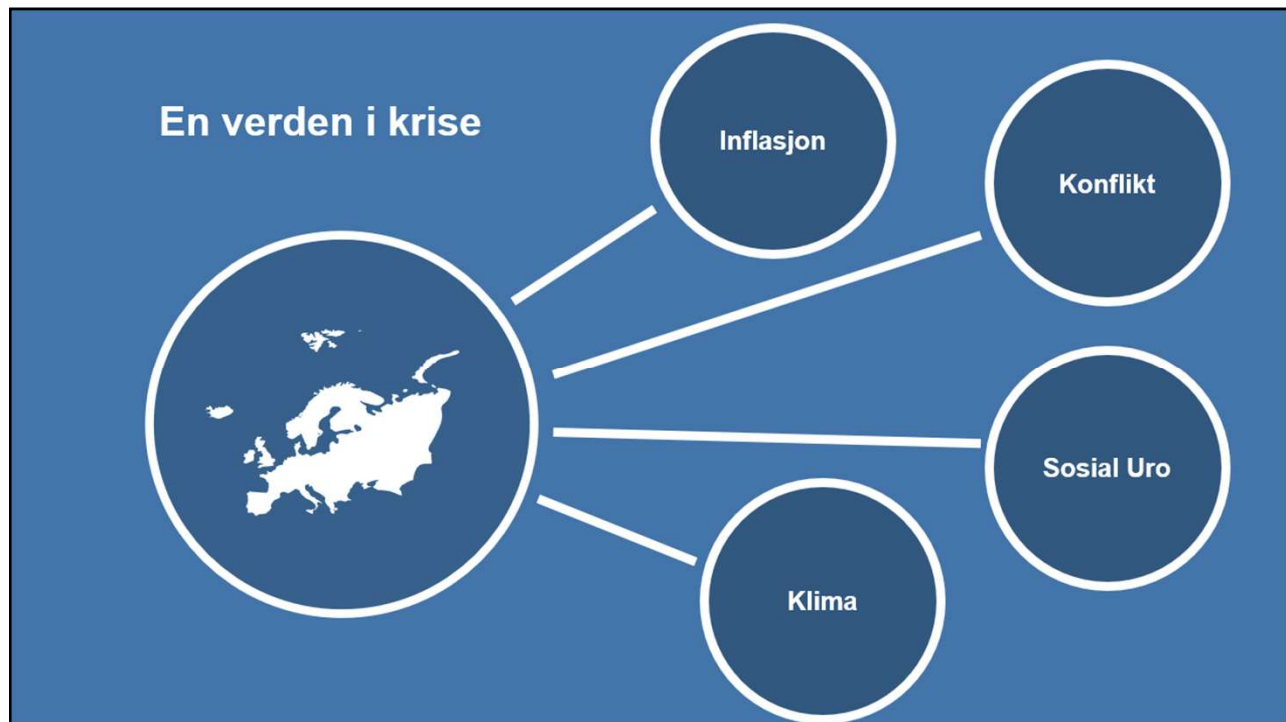 En verden i krise
Inflasjon
Konflikt
Sosial Uro
Klima